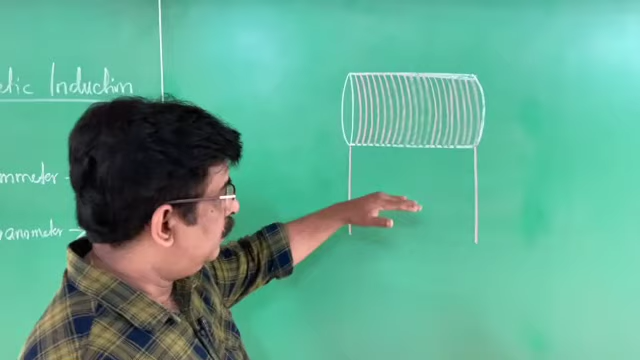 etic Induction
mmeter -
anometer →